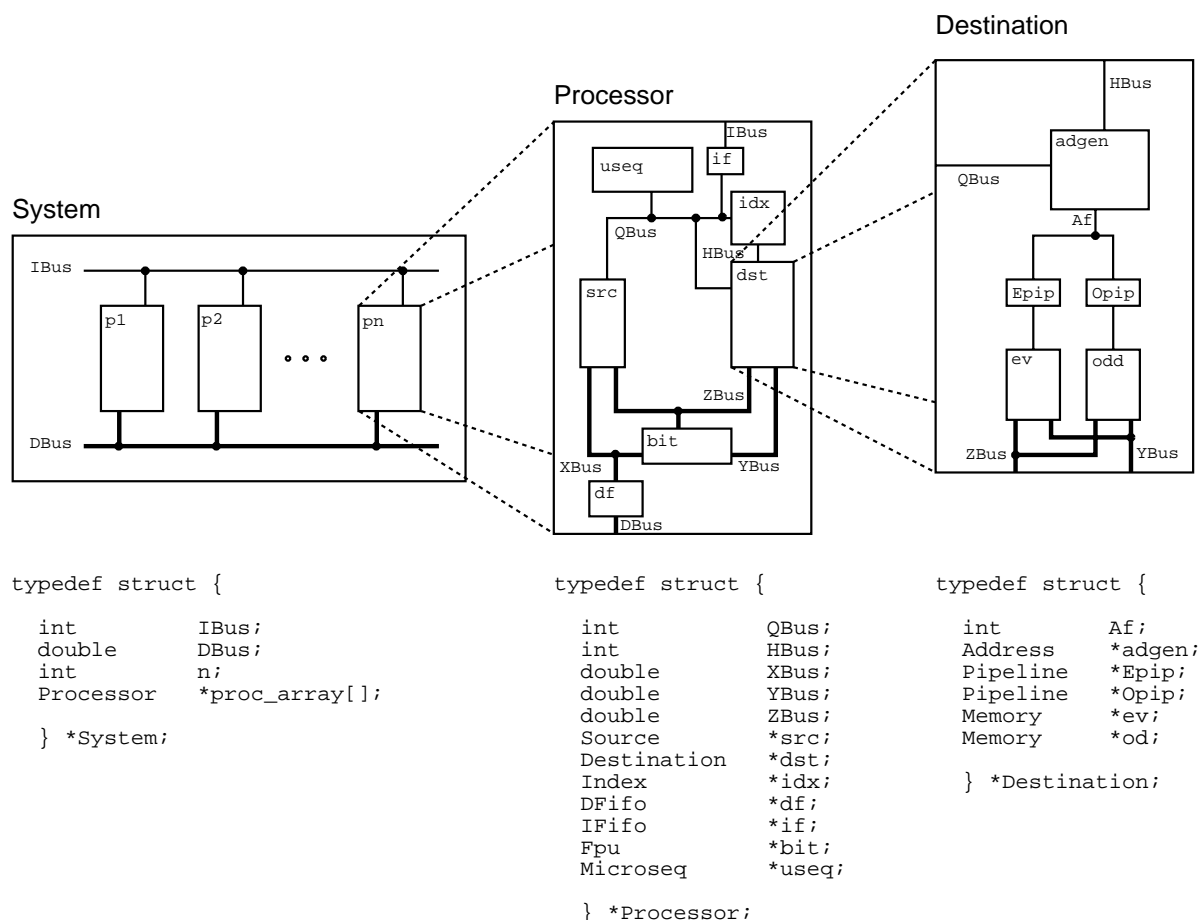 Destination
HBus
adgen
QBus
Af
Epip Opip
ev odd
ZBus YBus
Processor
IBus
useq if
idx
QBus
HBus
dst
src
ZBus
bit
XBus YBus
df
DBus
System
IBus
p1 p2 pn
DBus
typedef struct {
int IBus;
double DBus;
int n;
Processor *proc_array[];
} *System;
typedef struct {
int QBus;
int HBus;
double XBus;
double YBus;
double ZBus;
Source *src;
Destination *dst;
Index *idx;
DFifo *df;
IFifo *if;
Fpu *bit;
Microseq *useq;
} *Processor;
typedef struct {
int Af;
Address *adgen;
Pipeline *Epip;
Pipeline *Opip;
Memory *ev;
Memory *od;
} *Destination;